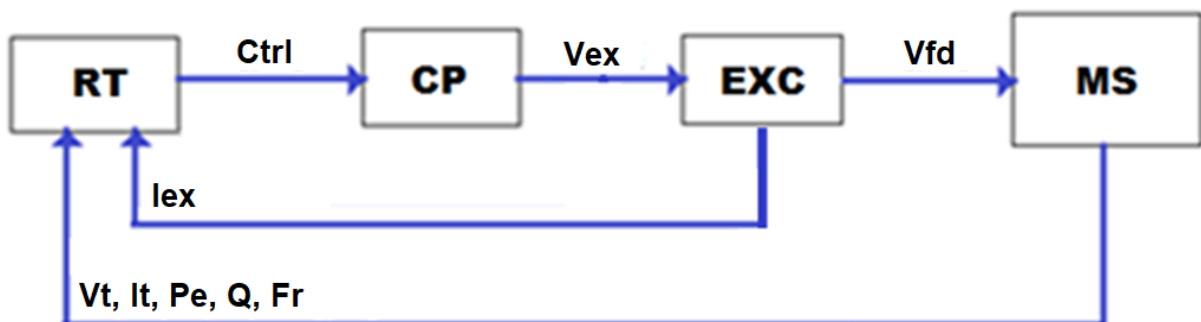 RT
Ctrl
CP
Vex
EXC
Vfd
MS
Iex
Vt, It, Pe, Q, Fr